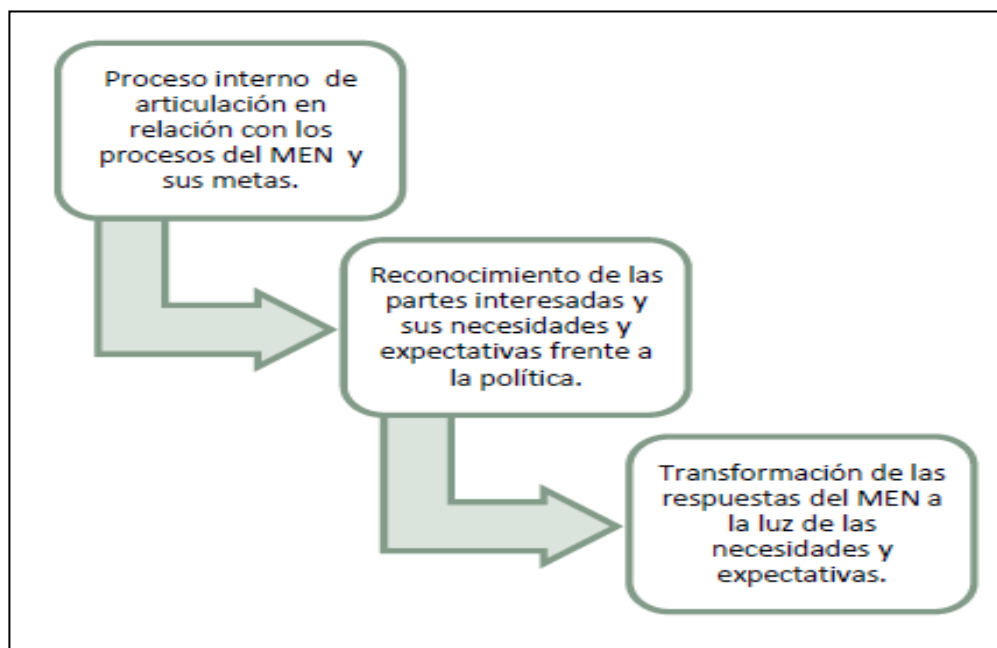 Proceso interno de
articulación en
relación con los
procesos del MEN y
sus metas.
Reconocimiento de las
partes interesadas y
sus necesidades y
expectativas frente a
la política.
Transformación de las
respuestas del MEN a
la luz de las
necesidades y
expectativas.